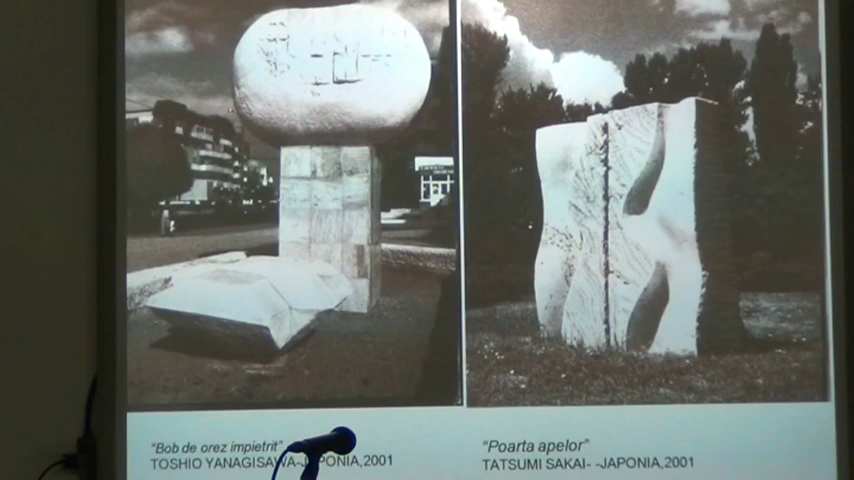 "Bob de orez impietrit"
TOSHIO YANAGISAWA-JAPONIA,2001
"Poarta apelor"
TATSUMI SAKAI- -JAPONIA,2001